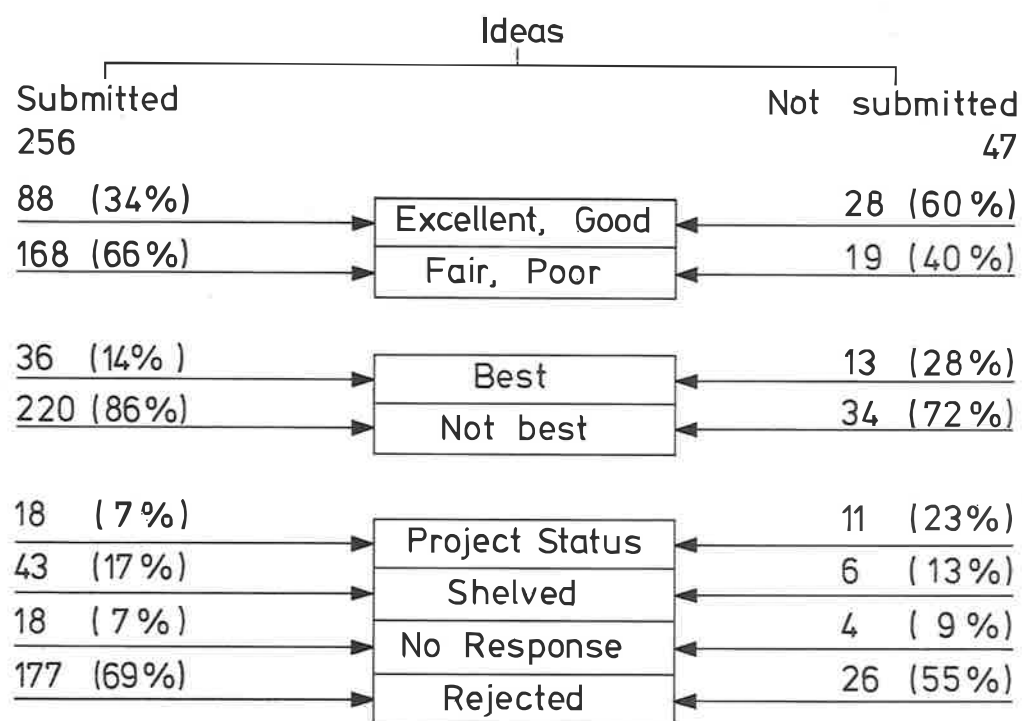 Ideas
Submitted Not submitted
256 47
88 (34%) Excellent, Good 28 (60%)
168 (66%) Fair, Poor 19 (40%)
36 (14%) Best 13 (28%)
220 (86%) Not best 34 (72%)
18 (7%) Project Status 11 (23%)
43 (17%) Shelved 6 (13%)
18 (7%) No Response 4 (9%)
177 (69%) Rejected 26 (55%)